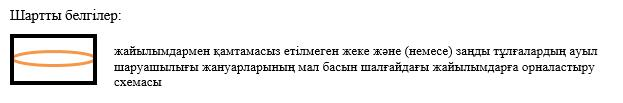 Шартты белгілер:
жайылымдармен қамтамасыз етілмеген жеке және (немесе) заңды тұлғалардың ауыл
шаруашылығы жануарларының мал басын шалғайдағы жайылымдарға орналастыру
схемасы